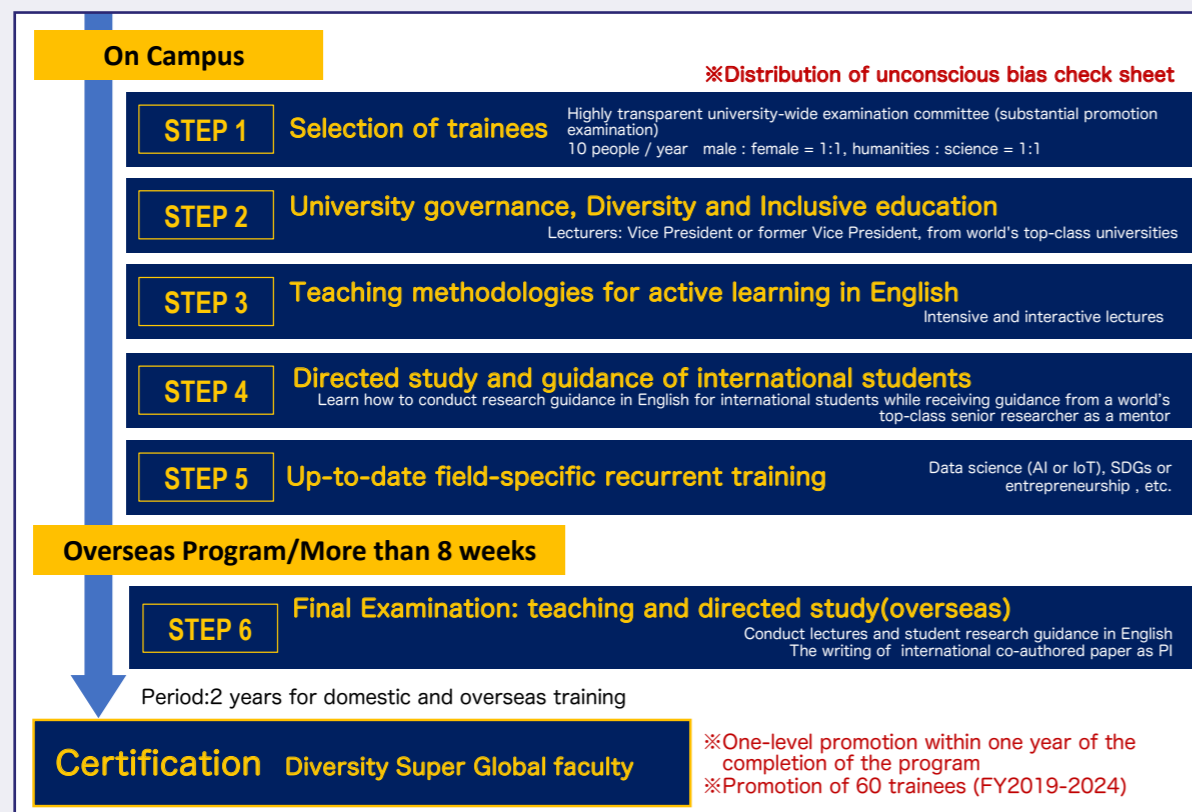 On Campus
※Distribution of unconscious bias check sheet
STEP 1
Selection of trainees
Highly transparent university-wide examination committee (substantial promotion
examination)
10 people / year male : female = 1:1, humanities : science = 1:1
STEP 2
University governance, Diversity and Inclusive education
Lecturers: Vice President or former Vice President, from world's top-class universities
STEP 3
Teaching methodologies for active learning in English
Intensive and interactive lectures
STEP 4
Directed study and guidance of international students
Learn how to conduct research guidance in English for international students while receiving guidance from a world's
top-class senior researcher as a mentor
STEP 5
Up-to-date field-specific recurrent training
Data science (AI or IoT), SDGs or
entrepreneurship , etc.
Overseas Program/More than 8 weeks
STEP 6
Final Examination: teaching and directed study(overseas)
Conduct lectures and student research guidance in English
The writing of international co-authored paper as PI
Period:2 years for domestic and overseas training
Certification Diversity Super Global faculty
※One-level promotion within one year of the
completion of the program
※Promotion of 60 trainees (FY2019-2024)